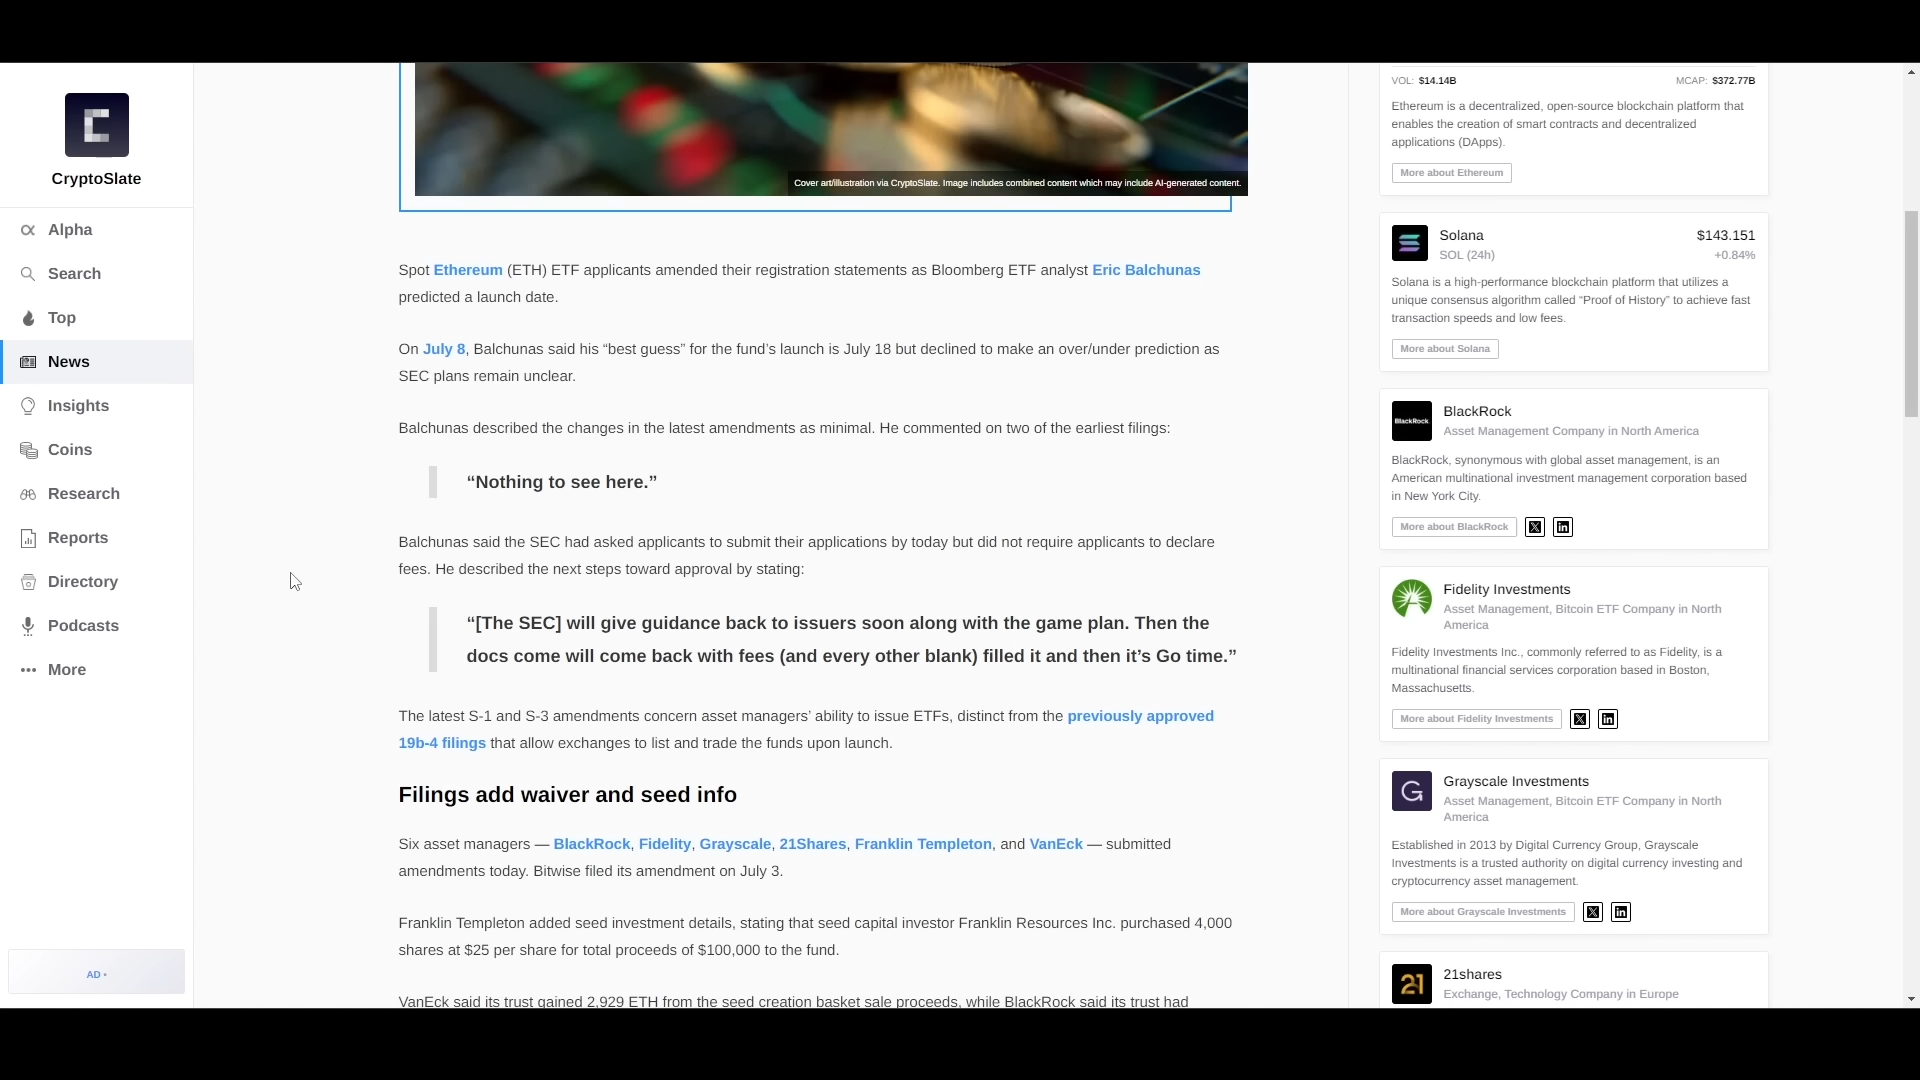 CryptoSlate
Alpha
Search
Top
News
Insights
Coins
Research
Reports
Directory
Podcasts
More
AD •
Cover art/illustration via CryptoSlate. Image includes combined content which may include AI-generated content.
Spot Ethereum (ETH) ETF applicants amended their registration statements as Bloomberg ETF analyst Eric Balchunas
predicted a launch date.
On July 8, Balchunas said his “best guess” for the fund’s launch is July 18 but declined to make an over/under prediction as
SEC plans remain unclear.
Balchunas described the changes in the latest amendments as minimal. He commented on two of the earliest filings:
“Nothing to see here.”
Balchunas said the SEC had asked applicants to submit their applications by today but did not require applicants to declare
fees. He described the next steps toward approval by stating:
“[The SEC] will give guidance back to issuers soon along with the game plan. Then the
docs come will come back with fees (and every other blank) filled it and then it’s Go time.”
The latest S-1 and S-3 amendments concern asset managers’ ability to issue ETFs, distinct from the previously approved
19b-4 filings that allow exchanges to list and trade the funds upon launch.
Filings add waiver and seed info
Six asset managers — BlackRock, Fidelity, Grayscale, 21Shares, Franklin Templeton, and VanEck — submitted
amendments today. Bitwise filed its amendment on July 3.
Franklin Templeton added seed investment details, stating that seed capital investor Franklin Resources Inc. purchased 4,000
shares at $25 per share for total proceeds of $100,000 to the fund.
VanEck said its trust gained 2,929 ETH from the seed creation basket sale proceeds, while BlackRock said its trust had
VOL: $14.14B MCAP: $372.77B
Ethereum is a decentralized, open-source blockchain platform that
enables the creation of smart contracts and decentralized
applications (DApps).
More about Ethereum
Solana $143.151
SOL (24h) +0.84%
Solana is a high-performance blockchain platform that utilizes a
unique consensus algorithm called “Proof of History” to achieve fast
transaction speeds and low fees.
More about Solana
BlackRock
BlackRock
Asset Management Company in North America
BlackRock, synonymous with global asset management, is an
American multinational investment management corporation based
in New York City.
More about BlackRock
Fidelity Investments
Asset Management, Bitcoin ETF Company in North
America
Fidelity Investments Inc., commonly referred to as Fidelity, is a
multinational financial services corporation based in Boston,
Massachusetts.
More about Fidelity Investments
G
Grayscale Investments
Asset Management, Bitcoin ETF Company in North
America
Established in 2013 by Digital Currency Group, Grayscale
Investments is a trusted authority on digital currency investing and
cryptocurrency asset management.
More about Grayscale Investments
21
21shares
Exchange, Technology Company in Europe